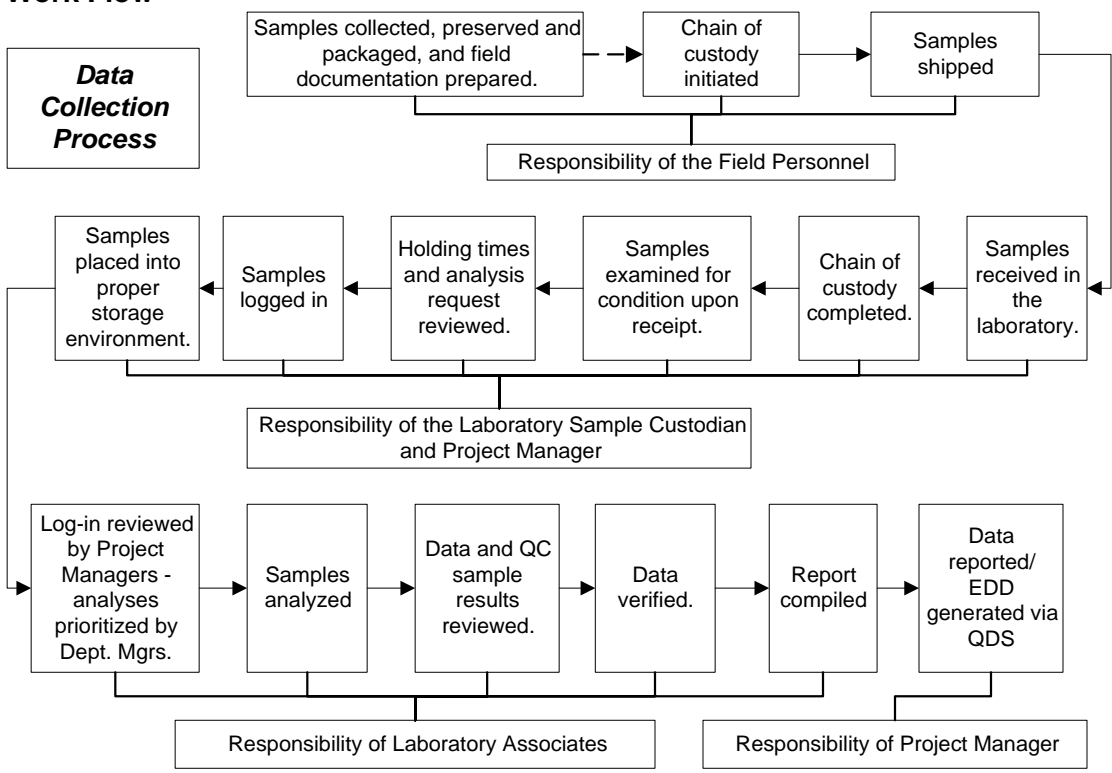 Work Flow
Data
Collection
Process
Samples collected, preserved and
packaged, and field
documentation prepared.
Chain of
custody
initiated
Samples
shipped
Responsibility of the Field Personnel
Samples
placed into
proper
storage
environment.
Samples
logged in
Holding times
and analysis
request
reviewed.
Samples
examined for
condition upon
receipt.
Chain of
custody
completed.
Samples
received in
the
laboratory.
Responsibility of the Laboratory Sample Custodian
and Project Manager
Log-in reviewed
by Project
Managers -
analyses
prioritized by
Dept. Mgrs.
Samples
analyzed
Data and QC
sample
results
reviewed.
Data
verified.
Report
compiled
Data
reported/
EDD
generated via
QDS
Responsibility of Laboratory Associates
Responsibility of Project Manager